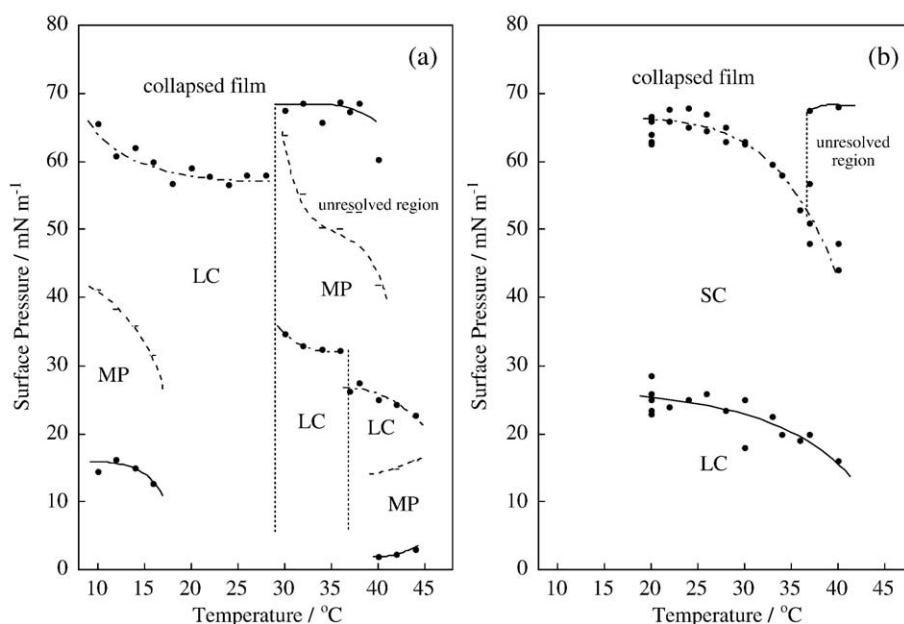 (a)
80
70
60
50
40
30
20
10
0
Surface Pressure / mN m⁻¹
collapsed film
unresolved region
LC
MP
MP
LC
LC
MP
10 15 20 25 30 35 40 45
Temperature / °C
(b)
80
70
60
50
40
30
20
10
0
Surface Pressure / mN m⁻¹
collapsed film
unresolved
region
SC
LC
10 15 20 25 30 35 40 45
Temperature / °C